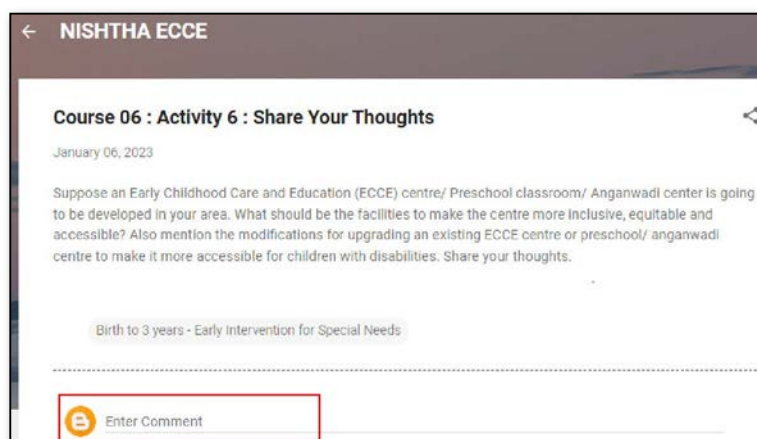 NISHTHA ECCE
Course 06 : Activity 6 : Share Your Thoughts
January 06, 2023
Suppose an Early Childhood Care and Education (ECCE) centre/ Preschool classroom/ Anganwadi center is going
to be developed in your area. What should be the facilities to make the centre more inclusive, equitable and
accessible? Also mention the modifications for upgrading an existing ECCE centre or preschool/ anganwadi
centre to make it more accessible for children with disabilities. Share your thoughts.
Birth to 3 years - Early Intervention for Special Needs
Enter Comment